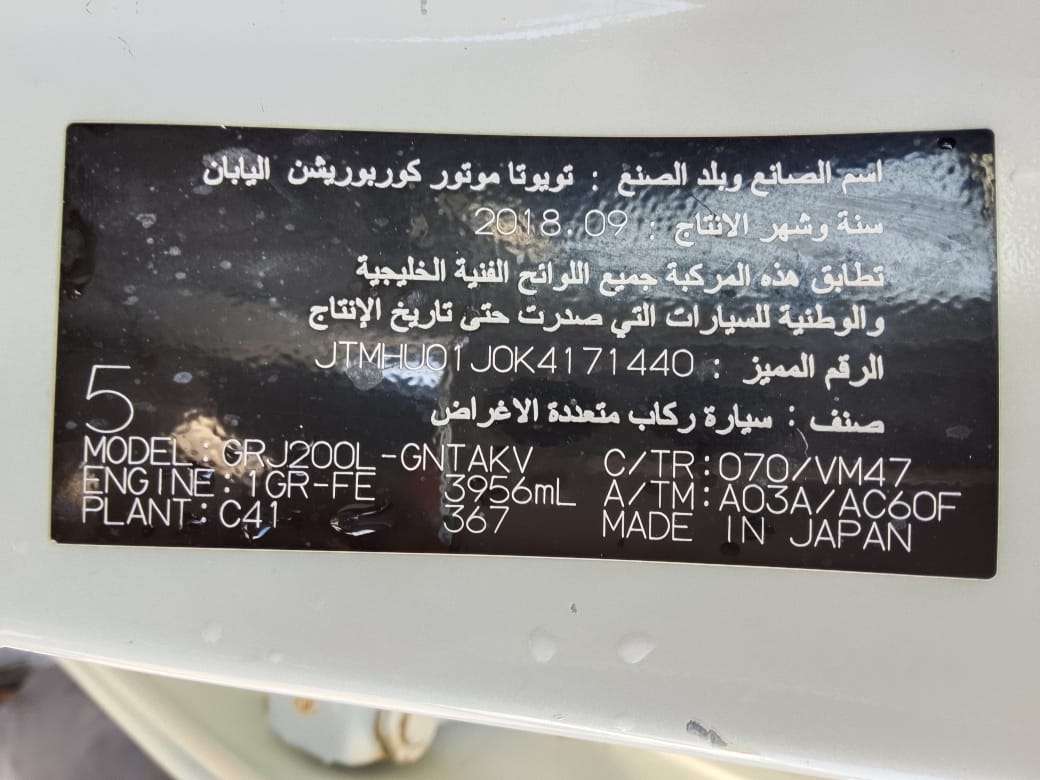 اسم الصانع وبلد الصنع : تويوتا موتور كوربوريشن اليابان
سنة وشهر الانتاج : 2018.09
تطابق هذه المركبة جميع اللوائح الفنية الخليجية
والوطنية للسيارات التي صدرت حتى تاريخ الإنتاج
الرقم المميز : JTMHU01J0K4171440
صنف : سيارة ركاب متعددة الاغراض
5
MODEL: GRJ200L-GNTAKV C/TR: 070/VM47
ENGINE: 1GR-FE 3956mL A/TM: A03A/AC60F
PLANT: C41 367 MADE IN JAPAN